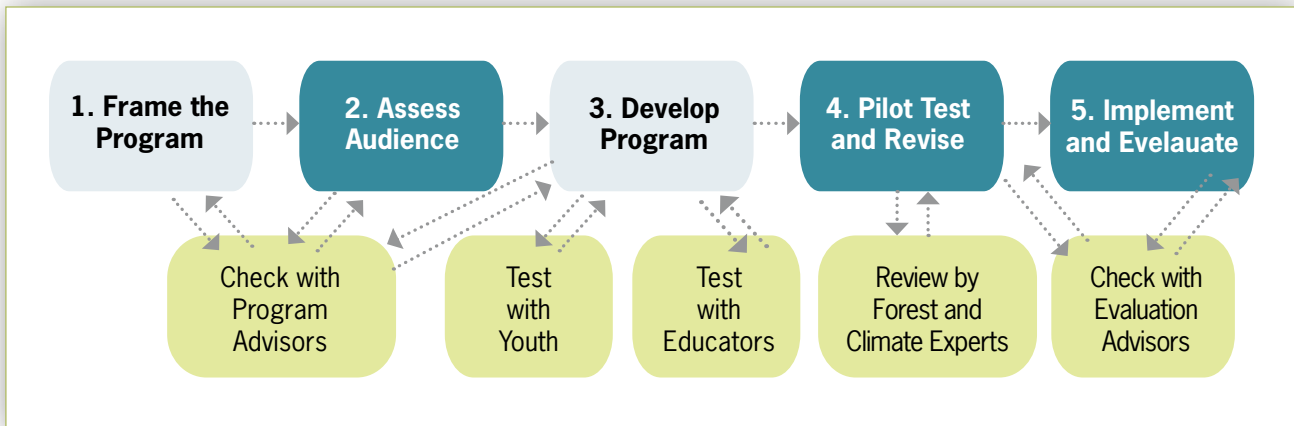 1. Frame the
Program
2. Assess
Audience
3. Develop
Program
4. Pilot Test
and Revise
5. Implement
and Evelauate
Check with
Program
Advisors
Test
with
Youth
Test
with
Educators
Review by
Forest and
Climate Experts
Check with
Evaluation
Advisors